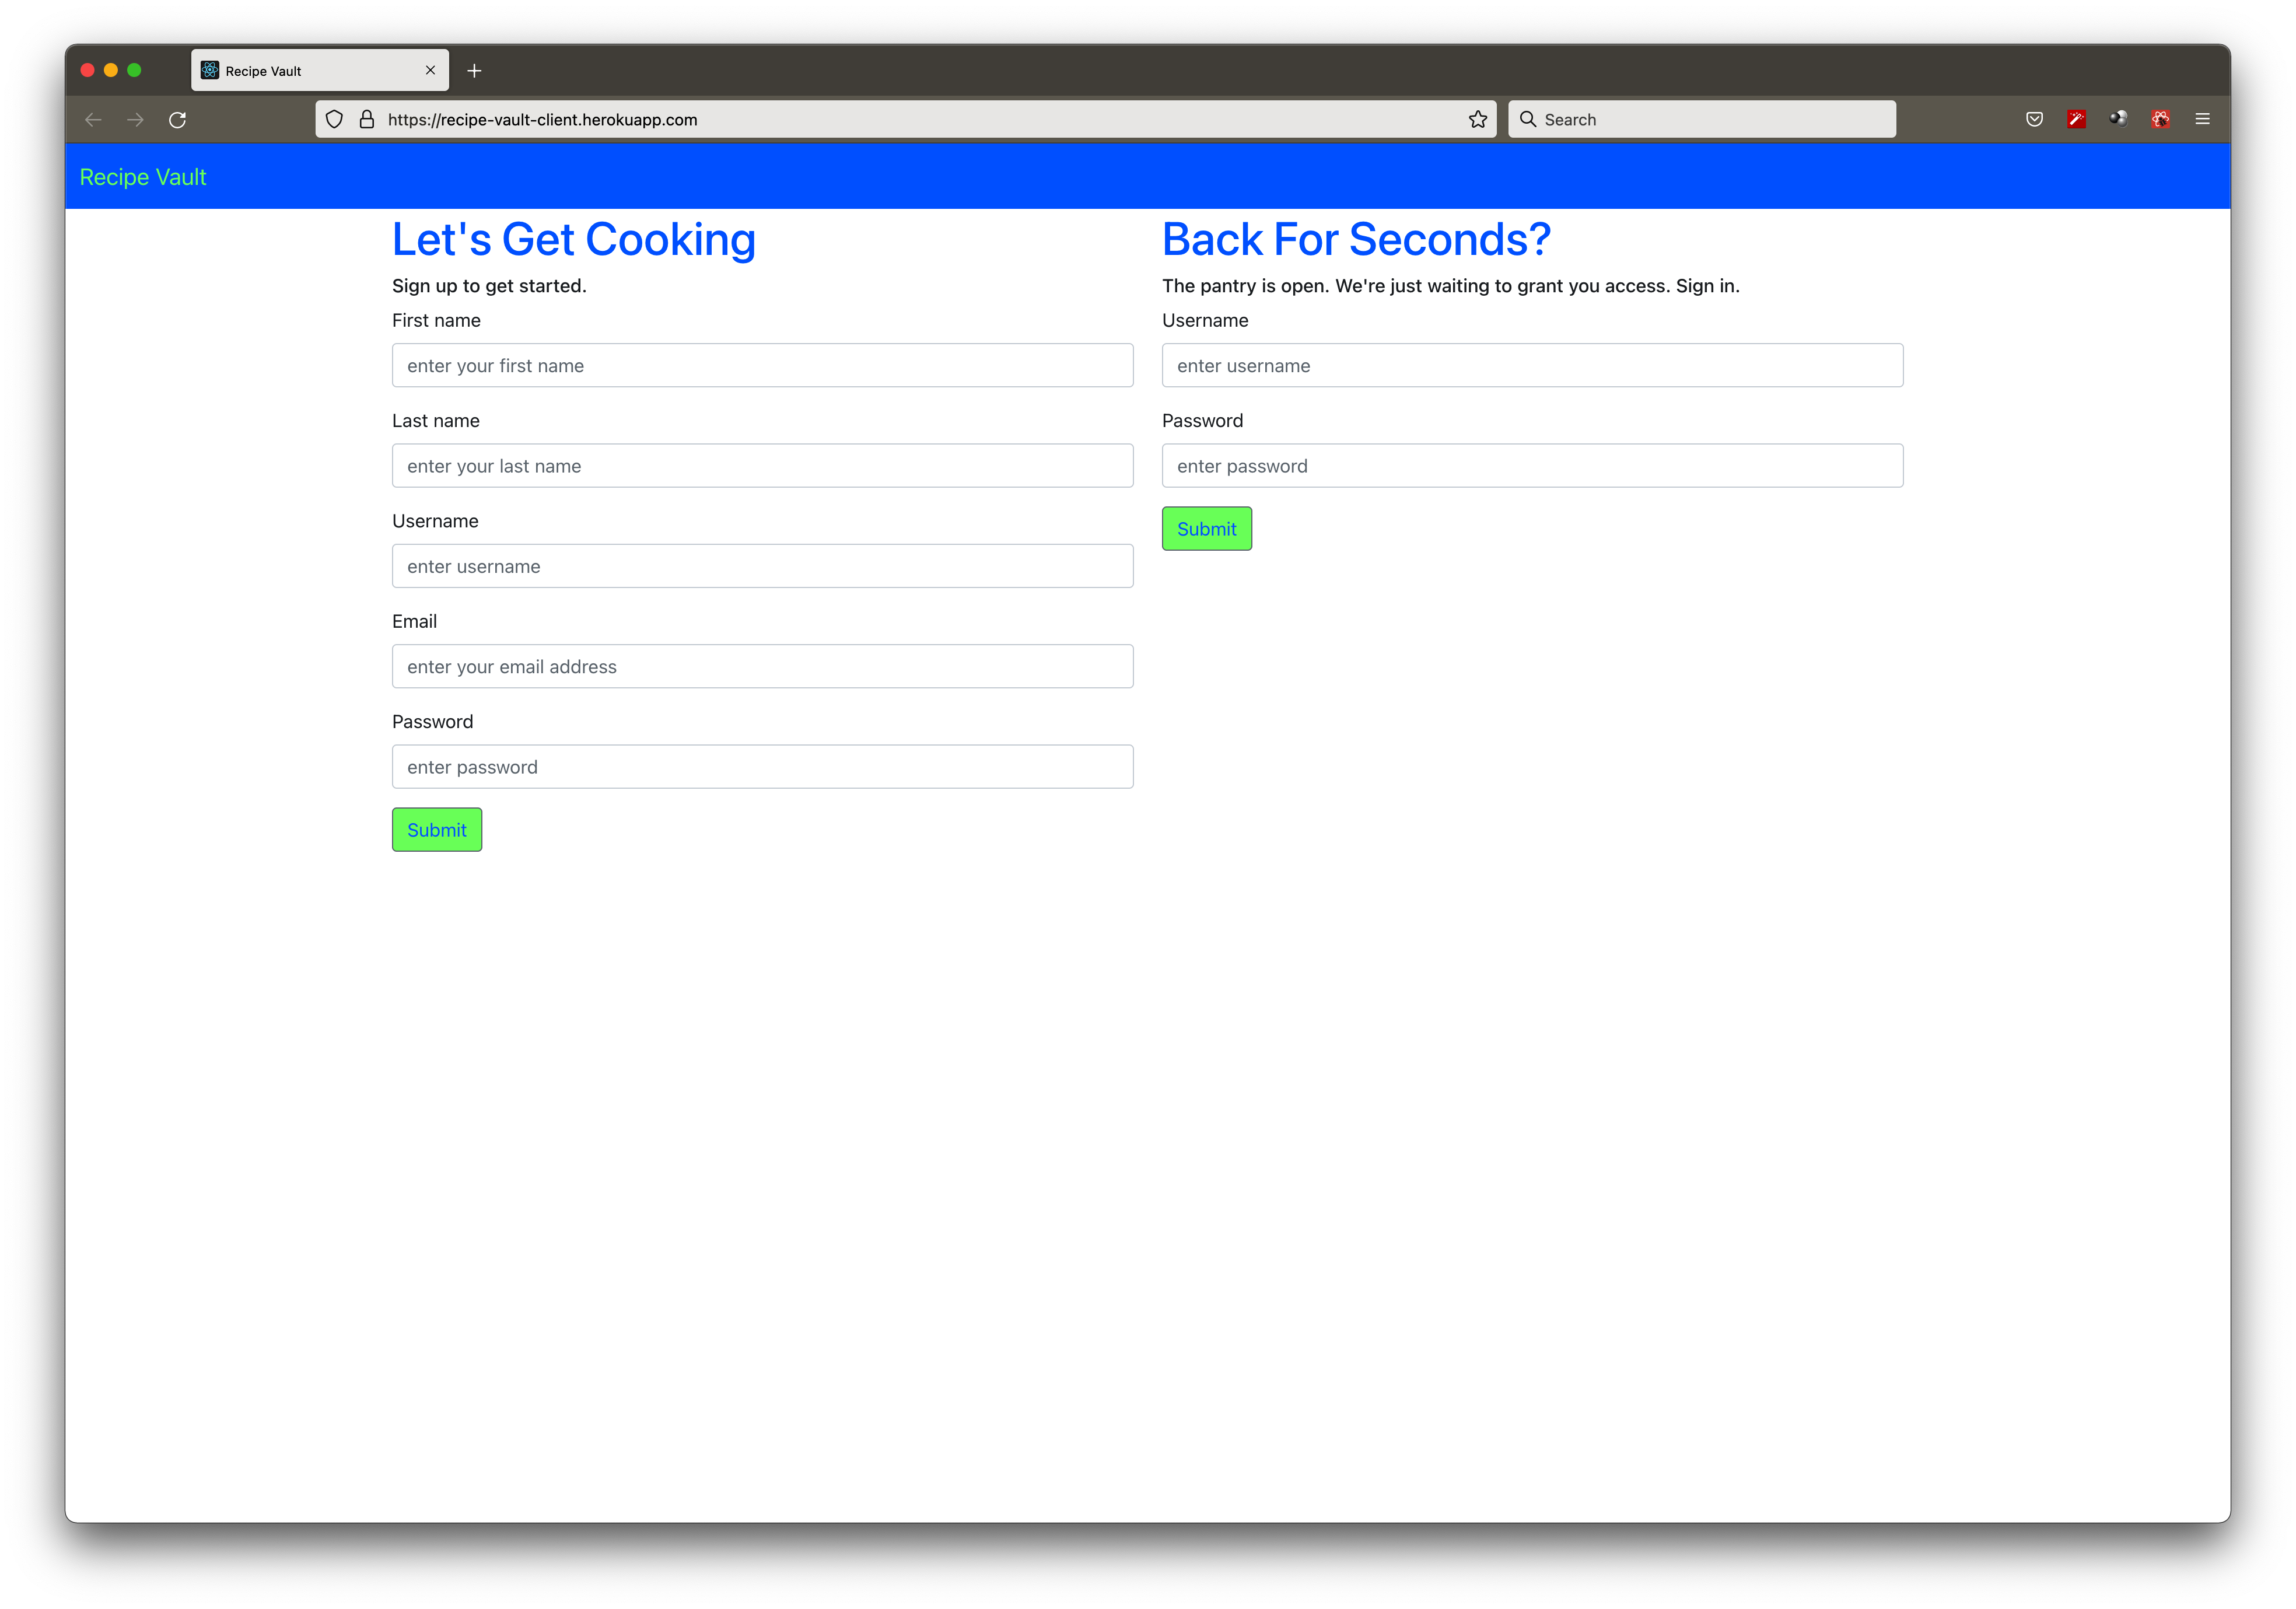 Recipe Vault
https://recipe-vault-client.herokuapp.com
Search
Recipe Vault
Let's Get Cooking
Sign up to get started.
First name
enter your first name
Last name
enter your last name
Username
enter username
Email
enter your email address
Password
enter password
Submit
Back For Seconds?
The pantry is open. We're just waiting to grant you access. Sign in.
Username
enter username
Password
enter password
Submit